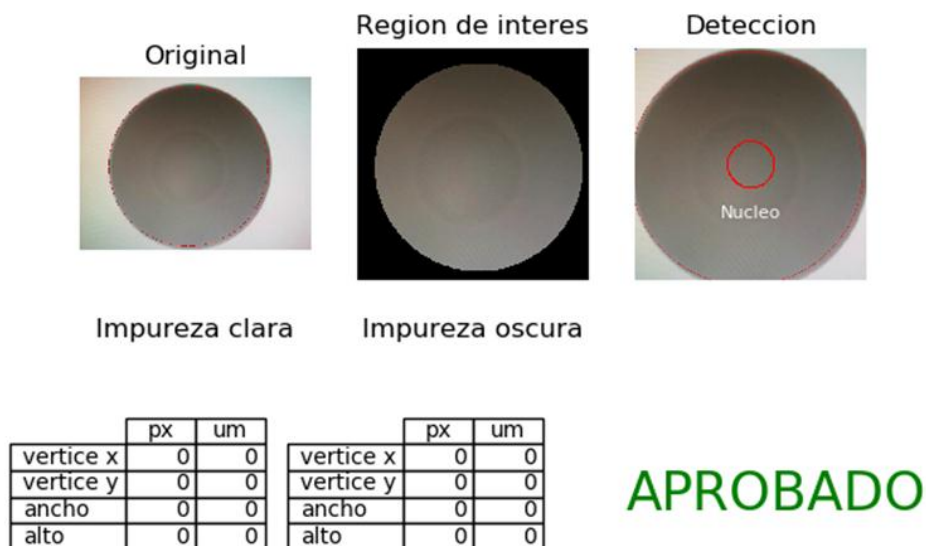 Original
Region de interes
Deteccion
Nucleo
Impureza clara
Impureza oscura
px um
vertice x 0 0
vertice y 0 0
ancho 0 0
alto 0 0
px um
vertice x 0 0
vertice y 0 0
ancho 0 0
alto 0 0
APROBADO